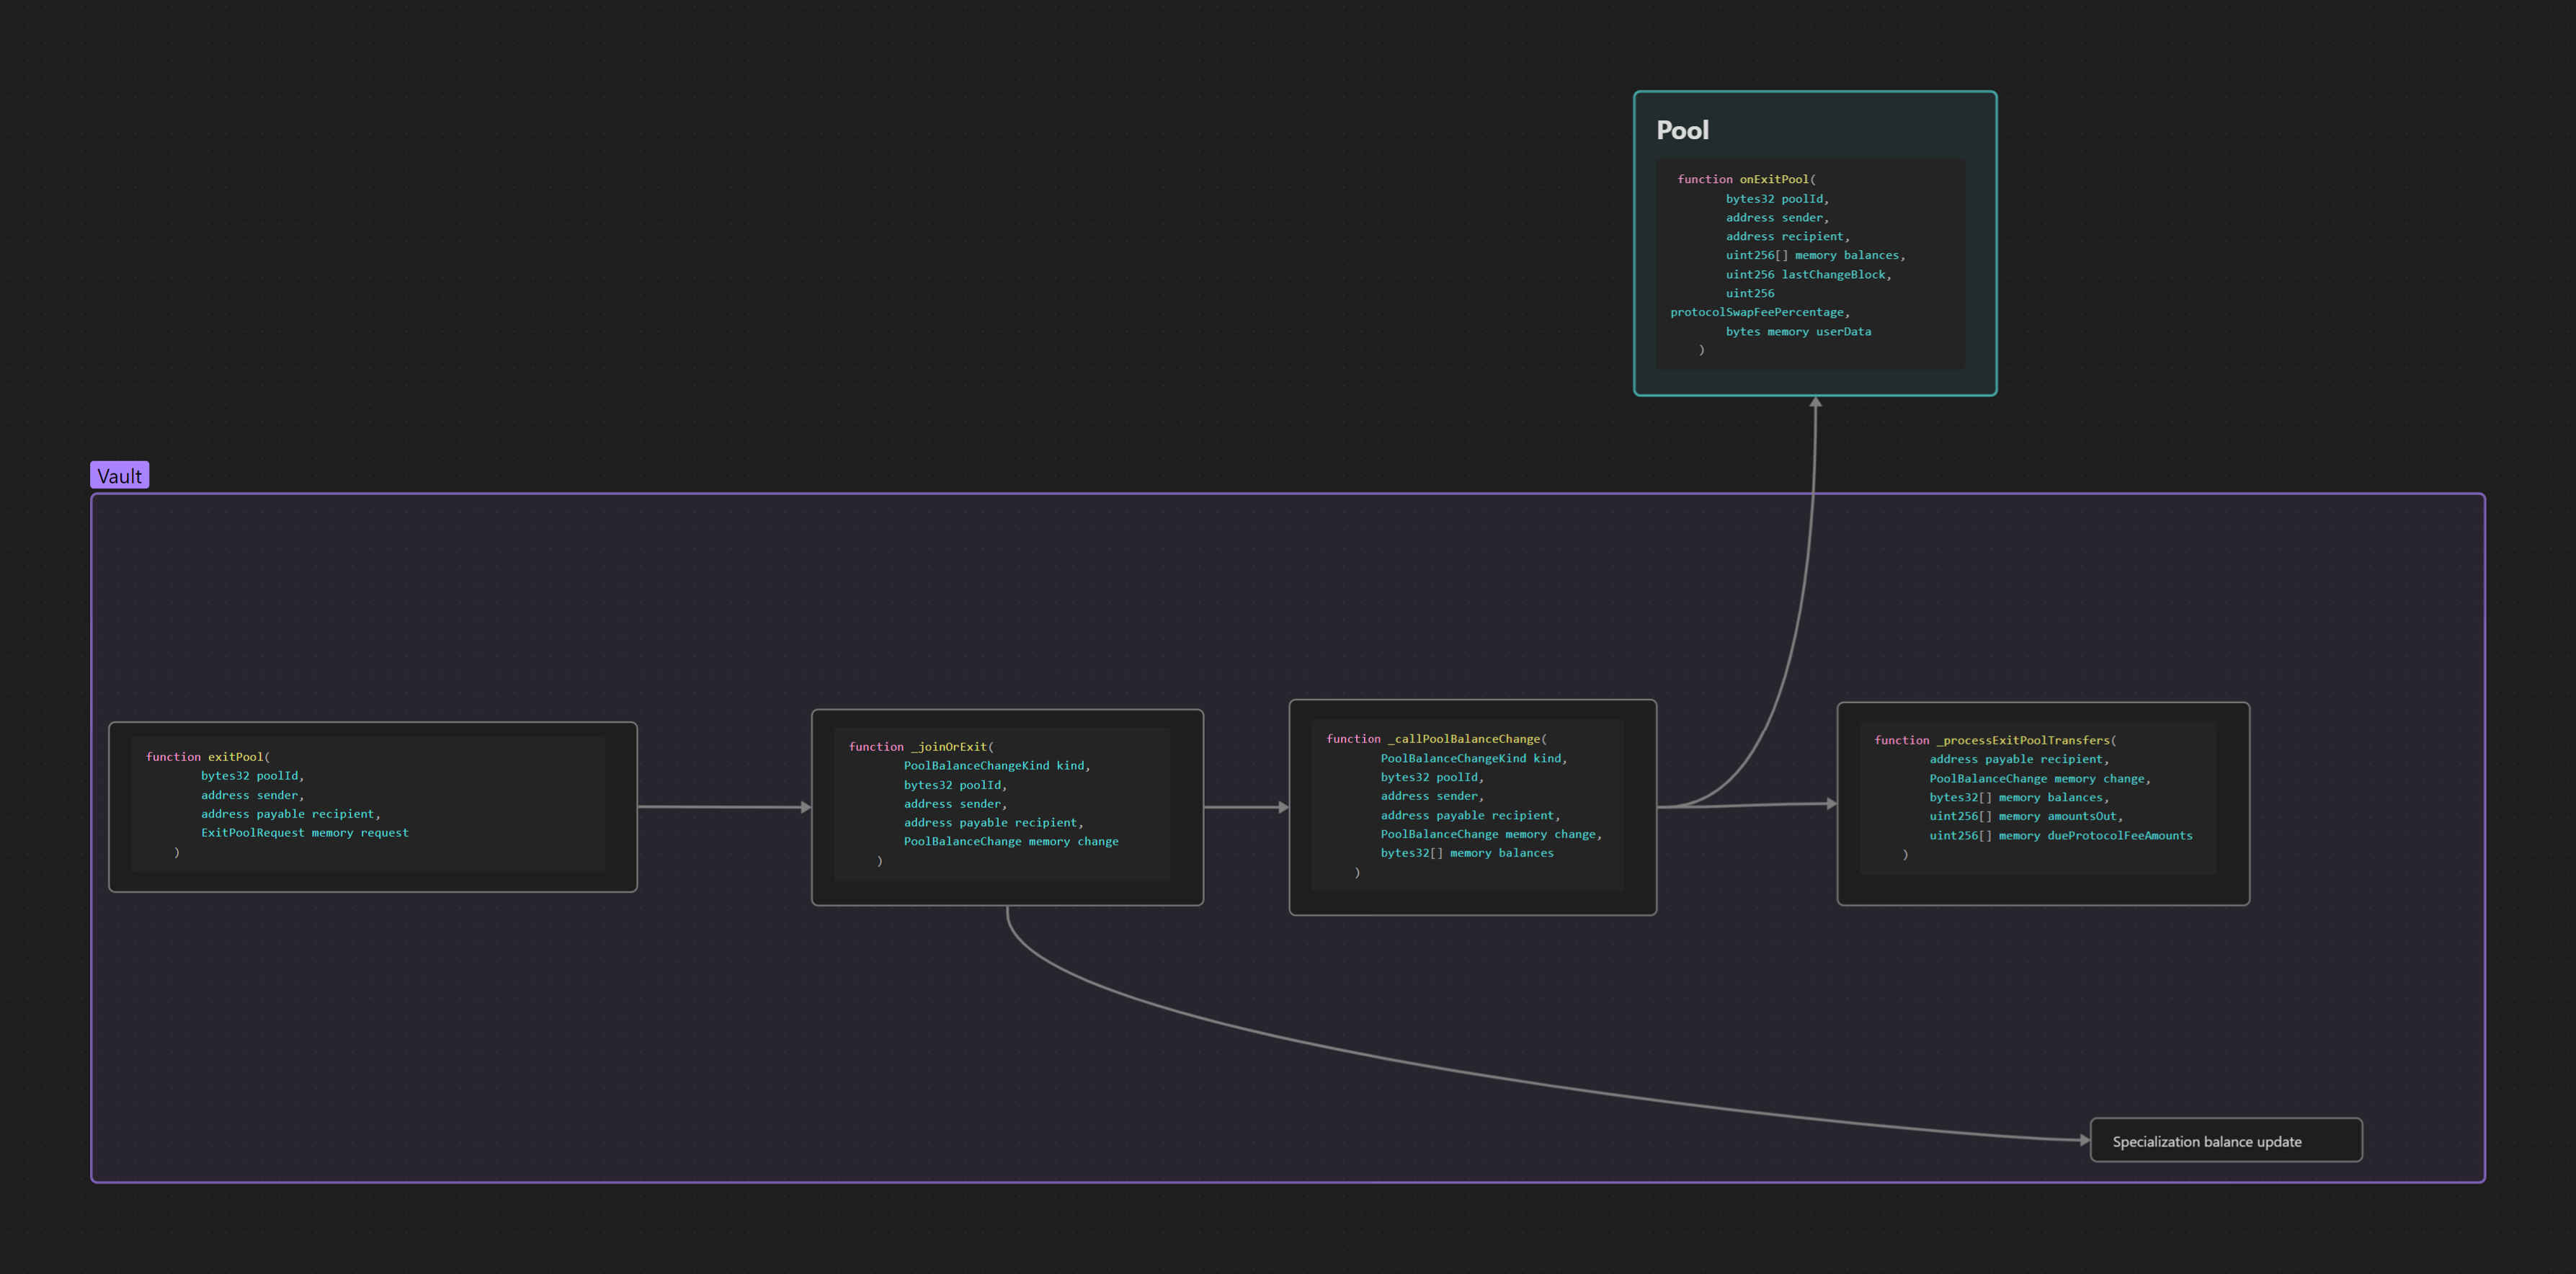 Pool
function onExitPool(
bytes32 poolId,
address sender,
address recipient,
uint256[] memory balances,
uint256 lastChangeBlock,
uint256
protocolSwapFeePercentage,
bytes memory userData
)
Vault
function exitPool(
bytes32 poolId,
address sender,
address payable recipient,
ExitPoolRequest memory request
)
function _joinOrExit(
PoolBalanceChangeKind kind,
bytes32 poolId,
address sender,
address payable recipient,
PoolBalanceChange memory change
)
function _callPoolBalanceChange(
PoolBalanceChangeKind kind,
bytes32 poolId,
address sender,
address payable recipient,
PoolBalanceChange memory change,
bytes32[] memory balances
)
function _processExitPoolTransfers(
address payable recipient,
PoolBalanceChange memory change,
bytes32[] memory balances,
uint256[] memory amountsOut,
uint256[] memory dueProtocolFeeAmounts
)
Specialization balance update